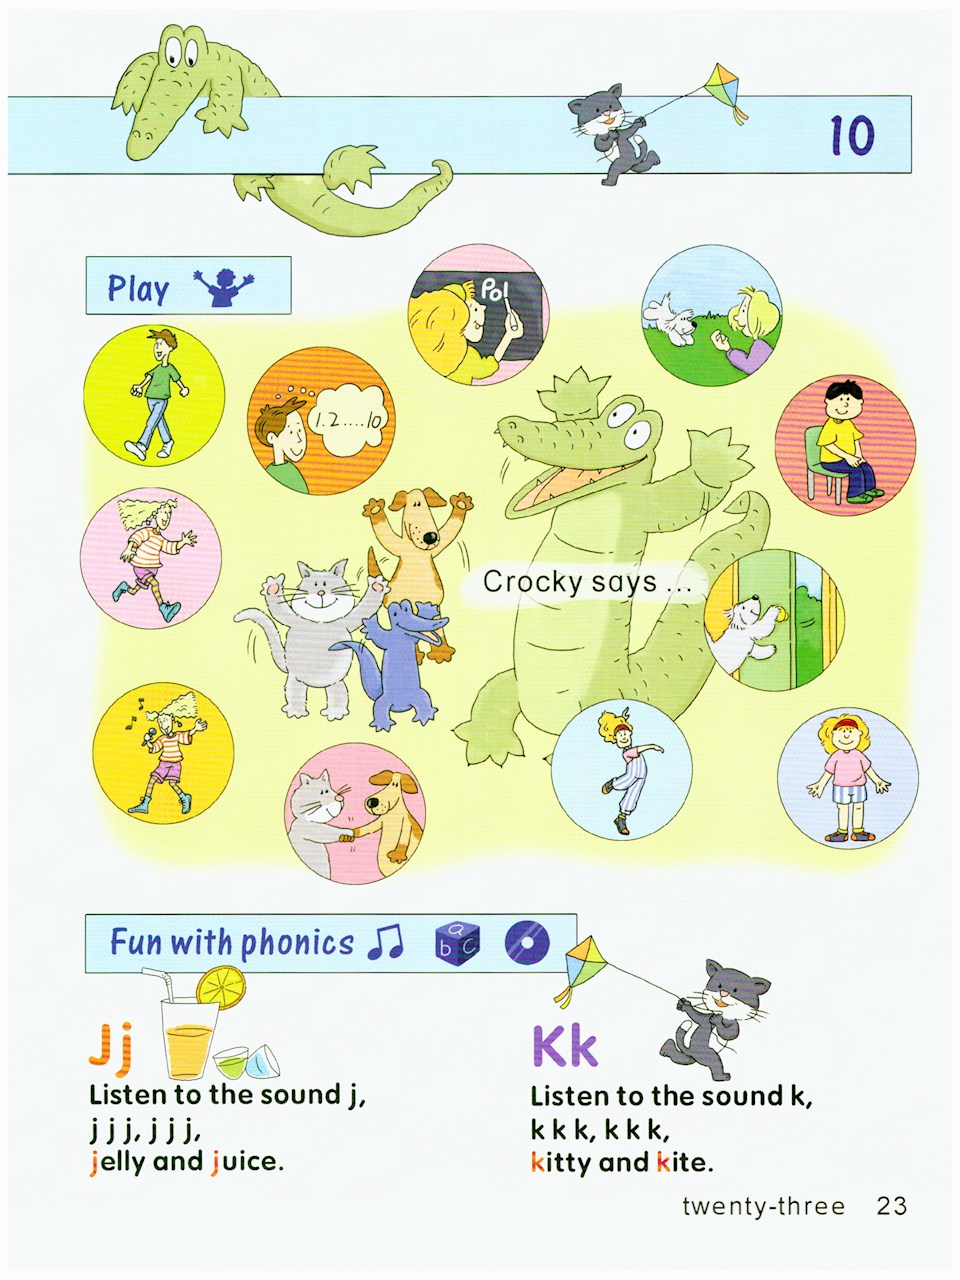 10
Play
Pol
1.2....10
Crocky says ...
Fun with phonics
a
b c
Jj
Listen to the sound j,
j j j, j j j,
jelly and juice.
Kk
Listen to the sound k,
k k k, k k k,
kitty and kite.
twenty-three 23